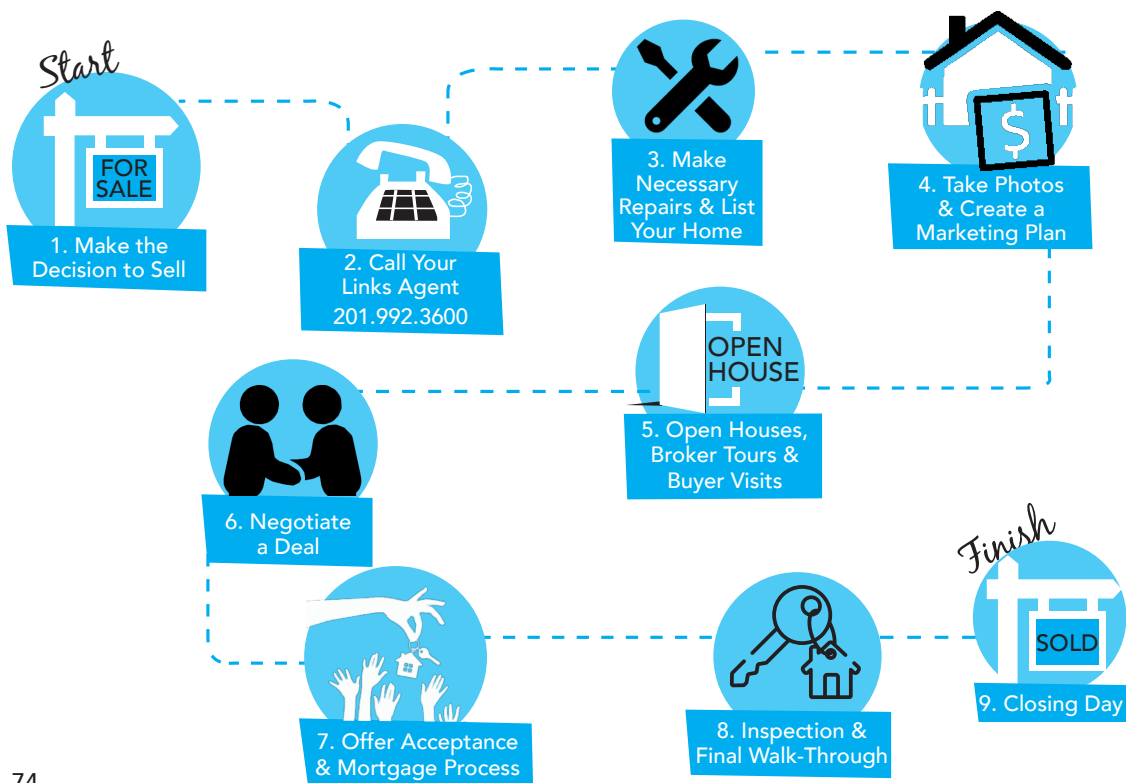 Start
FOR
SALE
1. Make the
Decision to Sell
2. Call Your
Links Agent
201.992.3600
3. Make
Necessary
Repairs & List
Your Home
$
4. Take Photos
& Create a
Marketing Plan
OPEN
HOUSE
5. Open Houses,
Broker Tours &
Buyer Visits
6. Negotiate
a Deal
7. Offer Acceptance
& Mortgage Process
8. Inspection &
Final Walk-Through
Finish
SOLD
9. Closing Day
74